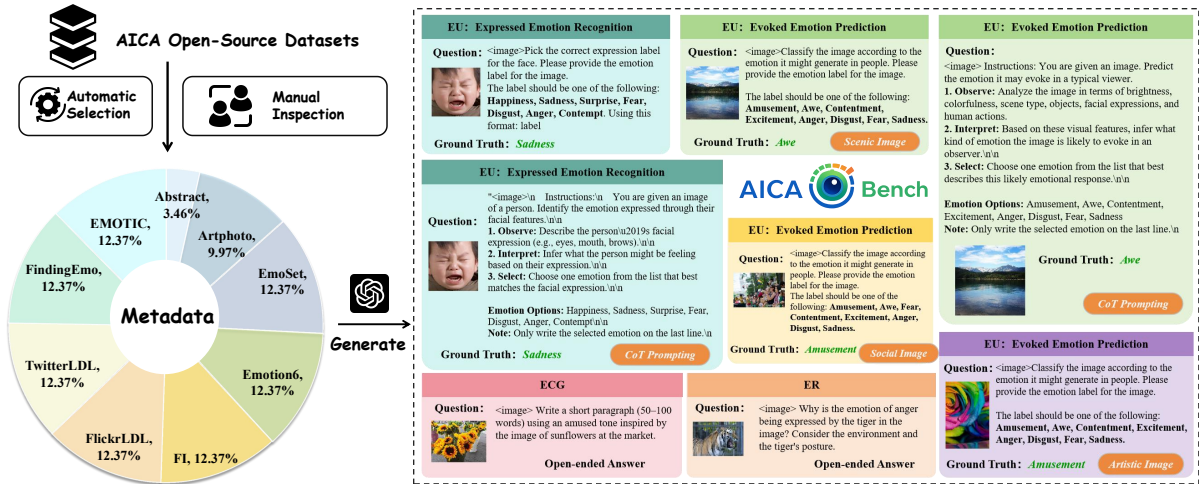 AICA Open-Source Datasets
Automatic
Selection
Manual
Inspection
Abstract,
3.46%
Artphoto,
9.97%
EmoSet,
12.37%
Emotion6,
12.37%
FI, 12.37%
FlickrLDL,
12.37%
TwitterLDL,
12.37%
FindingEmo,
12.37%
EMOTIC,
12.37%
Metadata
Generate
EU： Expressed Emotion Recognition
Question：
<image>Pick the correct expression label
for the face. Please provide the emotion
label for the image.
The label should be one of the following:
Happiness, Sadness, Surprise, Fear,
Disgust, Anger, Contempt. Using this
format: label
Ground Truth： Sadness
EU： Evoked Emotion Prediction
Question：
<image>Classify the image according to the
emotion it might generate in people. Please
provide the emotion label for the image.
The label should be one of the following:
Amusement, Awe, Contentment,
Excitement, Anger, Disgust, Fear, Sadness.
Ground Truth： Awe
Scenic Image
EU： Evoked Emotion Prediction
Question：
<image> Instructions: You are given an image. Predict
the emotion it may evoke in a typical viewer.
1. Observe: Analyze the image in terms of brightness,
colorfulness, scene type, objects, facial expressions, and
human actions.
2. Interpret: Based on these visual features, infer what
kind of emotion the image is likely to evoke in an
observer.\n\n
3. Select: Choose one emotion from the list that best
describes this likely emotional response.\n\n
Emotion Options: Amusement, Awe, Contentment,
Excitement, Anger, Disgust, Fear, Sadness
Note: Only write the selected emotion on the last line.\n
Ground Truth： Awe
CoT Prompting
EU： Expressed Emotion Recognition
Question：
"<image>\n Instructions:\n You are given an image
of a person. Identify the emotion expressed through their
facial features.\n\n
1. Observe: Describe the person\u2019s facial
expression (e.g., eyes, mouth, brows).\n\n
2. Interpret: Infer what the person might be feeling
based on their expression.\n\n
3. Select: Choose one emotion from the list that best
matches the facial expression.\n\n
Emotion Options: Happiness, Sadness, Surprise, Fear,
Disgust, Anger, Contempt\n\n
Note: Only write the selected emotion on the last line.\n
Ground Truth： Sadness
CoT Prompting
AICA Bench
EU： Evoked Emotion Prediction
Question：
<image>Classify the image according to the
emotion it might generate in
people. Please provide the emotion
label for the image.
The label should be one of the
following: Amusement, Awe, Fear,
Contentment, Excitement, Anger,
Disgust, Sadness.
Ground Truth： Amusement
Social Image
ECG
Question：
<image> Write a short paragraph (50–100
words) using an amused tone inspired by
the image of sunflowers at the market.
Open-ended Answer
ER
Question：
<image> Why is the emotion of anger
being expressed by the tiger in the
image? Consider the environment and
the tiger's posture.
Open-ended Answer
EU： Evoked Emotion Prediction
Question：
<image>Classify the image according to the
emotion it might generate in people. Please
provide the emotion label for the image.
The label should be one of the following:
Amusement, Awe, Contentment, Excitement,
Anger, Disgust, Fear, Sadness.
Ground Truth： Amusement
Artistic Image